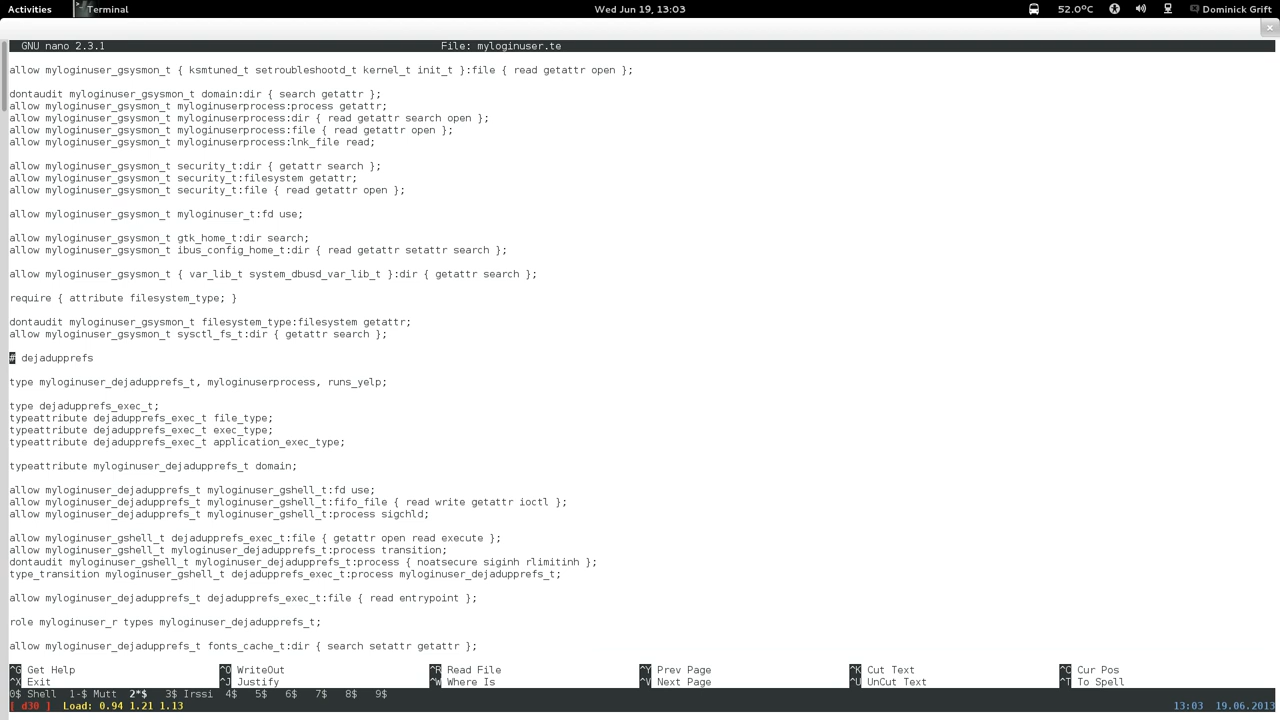 Activities Terminal Wed Jun 19, 13:03 52.0°C Dominick Grift
GNU nano 2.3.1 File: myloginuser.te
allow myloginuser_gsysmon_t { ksmtuned_t setroubleshootd_t kernel_t init_t }:file { read getattr open };
dontaudit myloginuser_gsysmon_t domain:dir { search getattr };
allow myloginuser_gsysmon_t myloginuserprocess:process getattr;
allow myloginuser_gsysmon_t myloginuserprocess:dir { read getattr search open };
allow myloginuser_gsysmon_t myloginuserprocess:file { read getattr open };
allow myloginuser_gsysmon_t myloginuserprocess:lnk_file read;
allow myloginuser_gsysmon_t security_t:dir { getattr search };
allow myloginuser_gsysmon_t security_t:filesystem getattr;
allow myloginuser_gsysmon_t security_t:file { read getattr open };
allow myloginuser_gsysmon_t myloginuser_t:fd use;
allow myloginuser_gsysmon_t gtk_home_t:dir search;
allow myloginuser_gsysmon_t ibus_config_home_t:dir { read getattr setattr search };
allow myloginuser_gsysmon_t { var_lib_t system_dbusd_var_lib_t }:dir { getattr search };
require { attribute filesystem_type; }
dontaudit myloginuser_gsysmon_t filesystem_type:filesystem getattr;
allow myloginuser_gsysmon_t sysctl_fs_t:dir { getattr search };
# dejadupprefs
type myloginuser_dejadupprefs_t, myloginuserprocess, runs_yelp;
type dejadupprefs_exec_t;
typeattribute dejadupprefs_exec_t file_type;
typeattribute dejadupprefs_exec_t exec_type;
typeattribute dejadupprefs_exec_t application_exec_type;
typeattribute myloginuser_dejadupprefs_t domain;
allow myloginuser_dejadupprefs_t myloginuser_gshell_t:fd use;
allow myloginuser_dejadupprefs_t myloginuser_gshell_t:fifo_file { read write getattr ioctl };
allow myloginuser_dejadupprefs_t myloginuser_gshell_t:process sigchld;
allow myloginuser_gshell_t dejadupprefs_exec_t:file { getattr open read execute };
allow myloginuser_gshell_t myloginuser_dejadupprefs_t:process transition;
dontaudit myloginuser_gshell_t myloginuser_dejadupprefs_t:process { noatsecure siginh rlimitinh };
type_transition myloginuser_gshell_t dejadupprefs_exec_t:process myloginuser_dejadupprefs_t;
allow myloginuser_dejadupprefs_t dejadupprefs_exec_t:file { read entrypoint };
role myloginuser_r types myloginuser_dejadupprefs_t;
allow myloginuser_dejadupprefs_t fonts_cache_t:dir { search setattr getattr };
^G Get Help ^O WriteOut ^R Read File ^Y Prev Page ^K Cut Text ^C Cur Pos
^X Exit ^J Justify ^W Where Is ^V Next Page ^U UnCut Text ^T To Spell
0$ Shell 1-$ Mutt 2*$ 3$ Irssi 4$ 5$ 6$ 7$ 8$ 9$
[ d30 ] Load: 0.94 1.21 1.13 13:03 19.06.2013